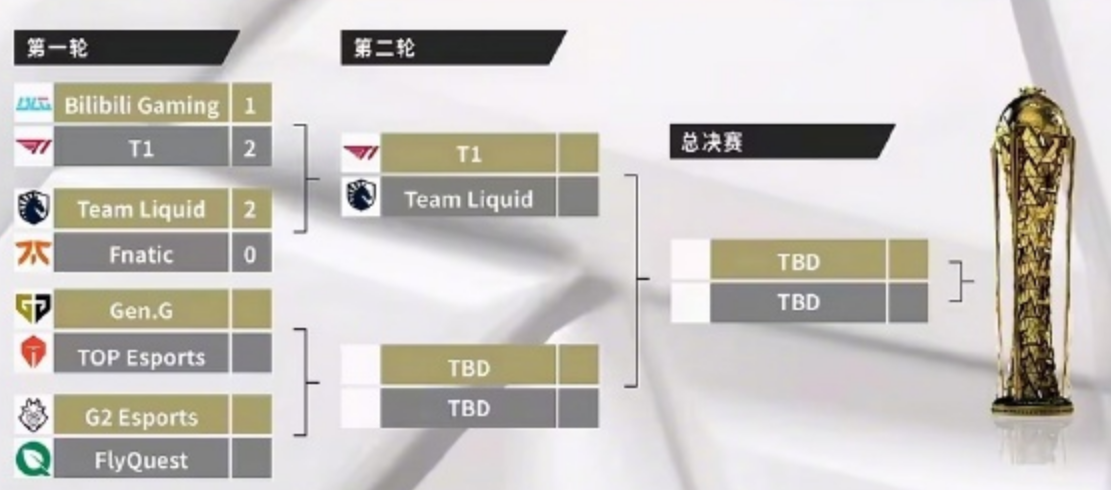 第一轮
Bilibili Gaming 1
T1 2
Team Liquid 2
Fnatic 0
Gen.G
TOP Esports
G2 Esports
FlyQuest
第二轮
T1
Team Liquid
TBD
TBD
总决赛
TBD
TBD